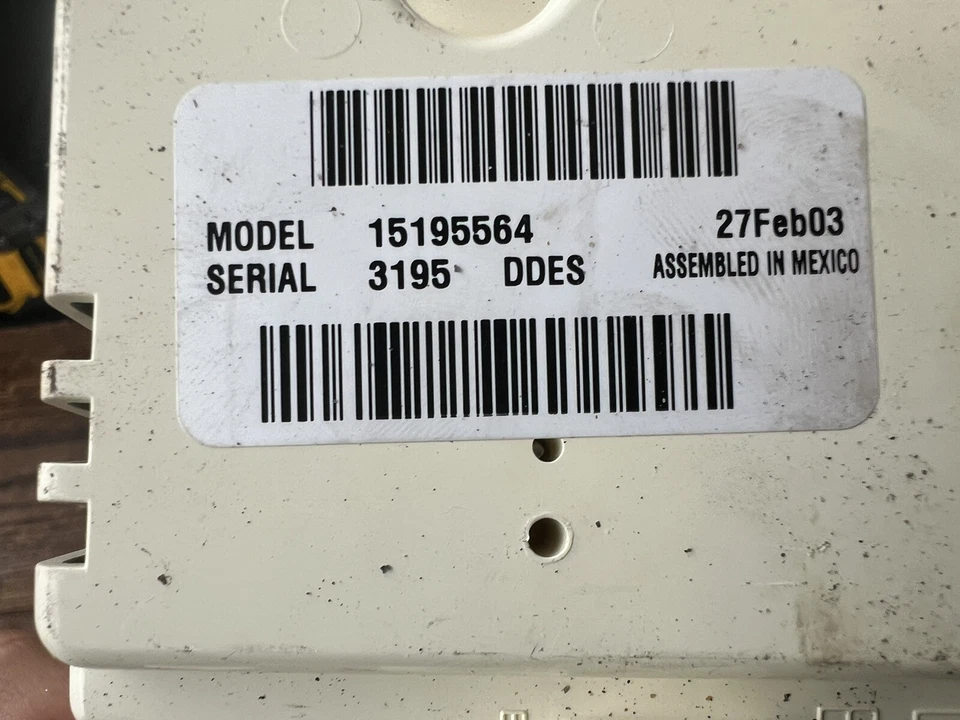 MODEL 15195564 27Feb03
SERIAL 3195 DDES ASSEMBLED IN MEXICO